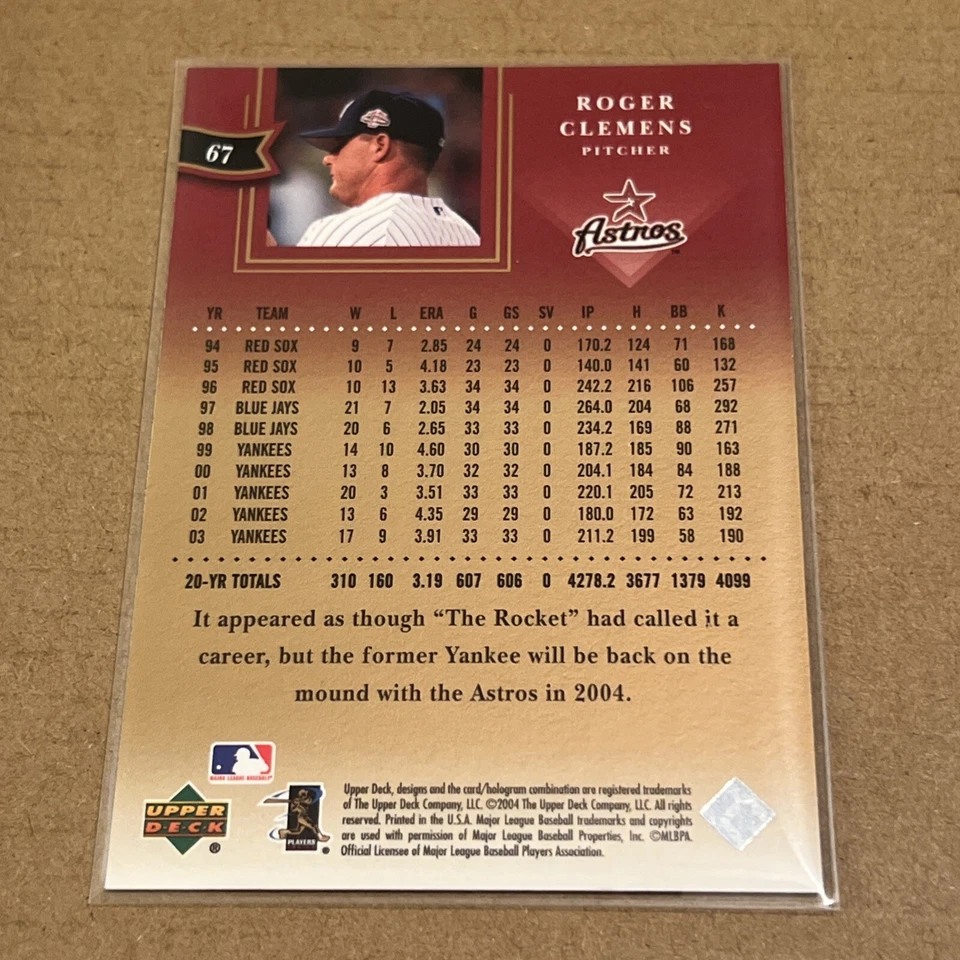 67
ROGER
CLEMENS
PITCHER
Astros
YR TEAM W L ERA G GS SV IP H BB K
94 RED SOX 9 7 2.85 24 24 0 170.2 124 71 168
95 RED SOX 10 5 4.18 23 23 0 140.0 141 60 132
96 RED SOX 10 13 3.63 34 34 0 242.2 216 106 257
97 BLUE JAYS 21 7 2.05 34 34 0 264.0 204 68 292
98 BLUE JAYS 20 6 2.65 33 33 0 234.2 169 88 271
99 YANKEES 14 10 4.60 30 30 0 187.2 185 90 163
00 YANKEES 13 8 3.70 32 32 0 204.1 184 84 188
01 YANKEES 20 3 3.51 33 33 0 220.1 205 72 213
02 YANKEES 13 6 4.35 29 29 0 180.0 172 63 192
03 YANKEES 17 9 3.91 33 33 0 211.2 199 58 190
20-YR TOTALS 310 160 3.19 607 606 0 4278.2 3677 1379 4099
It appeared as though “The Rocket” had called it a
career, but the former Yankee will be back on the
mound with the Astros in 2004.
MAJOR LEAGUE BASEBALL
UPPER
DECK ®
PLAYERS
®
Upper Deck, designs and the card/hologram combination are registered trademarks
of The Upper Deck Company, LLC. ©2004 The Upper Deck Company, LLC. All rights
reserved. Printed in the U.S.A. Major League Baseball trademarks and copyrights
are used with permission of Major League Baseball Properties, Inc. ©MLBPA.
Official Licensee of Major League Baseball Players Association.